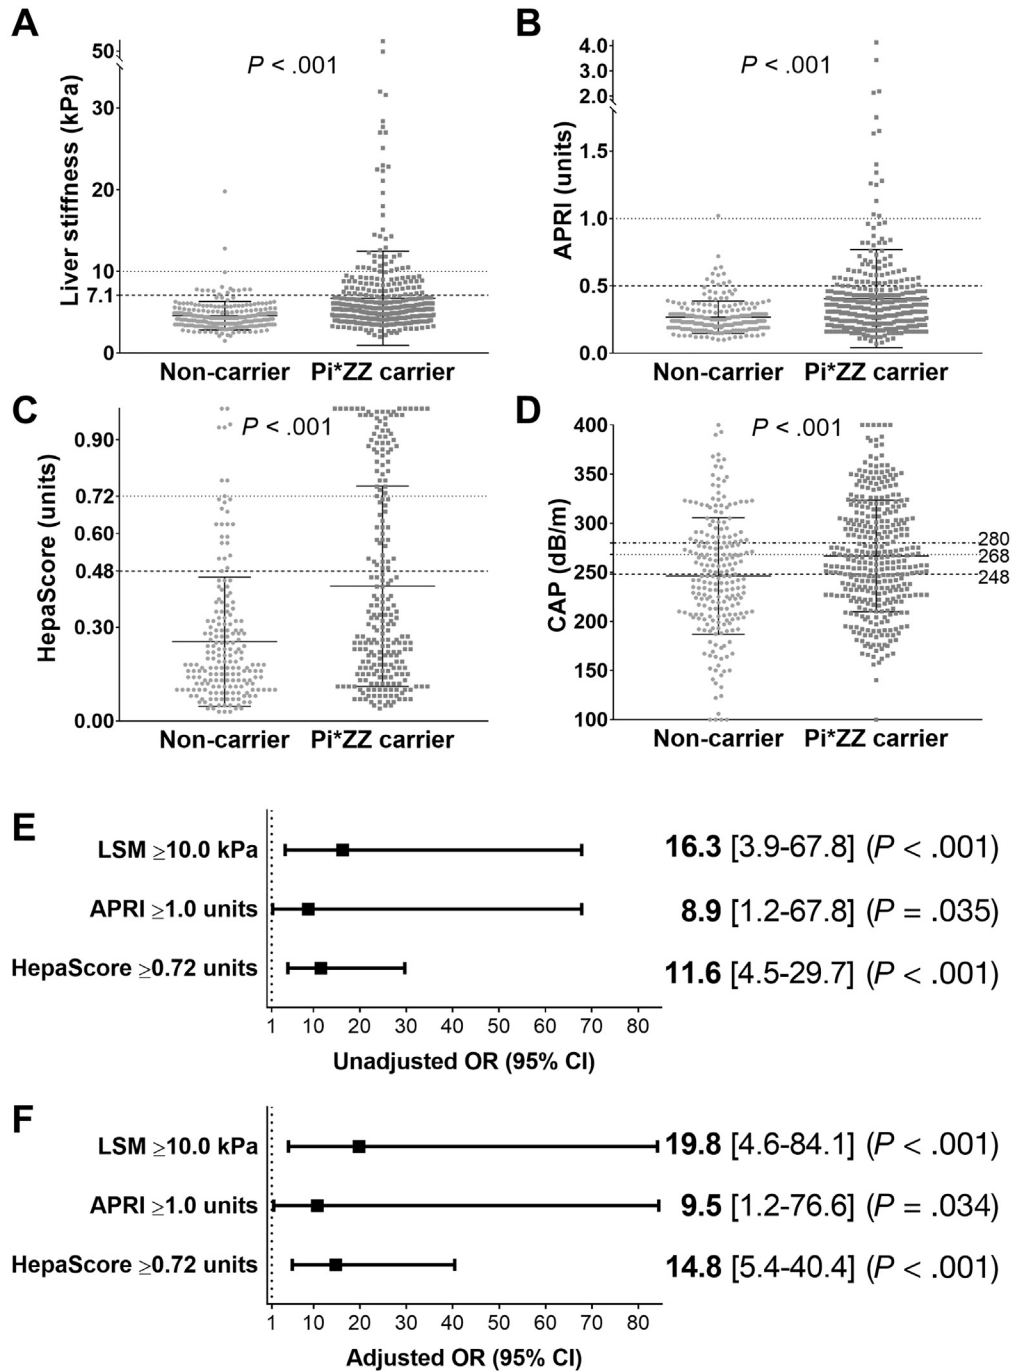 A
50
30
20
10
7.1
0
Liver stiffness (kPa)
P < .001
Non-carrier Pi*ZZ carrier
B
4.0
3.0
2.0
1.5
1.0
0.5
0.0
APRI (units)
P < .001
Non-carrier Pi*ZZ carrier
C
0.90
0.72
0.60
0.48
0.30
0.00
HepaScore (units)
P < .001
Non-carrier Pi*ZZ carrier
D
400
350
300
250
200
150
100
CAP (dB/m)
P < .001
280
268
248
Non-carrier Pi*ZZ carrier
E
LSM ≥10.0 kPa 16.3 [3.9-67.8] (P < .001)
APRI ≥1.0 units 8.9 [1.2-67.8] (P = .035)
HepaScore ≥0.72 units 11.6 [4.5-29.7] (P < .001)
1 10 20 30 40 50 60 70 80
Unadjusted OR (95% CI)
F
LSM ≥10.0 kPa 19.8 [4.6-84.1] (P < .001)
APRI ≥1.0 units 9.5 [1.2-76.6] (P = .034)
HepaScore ≥0.72 units 14.8 [5.4-40.4] (P < .001)
1 10 20 30 40 50 60 70 80
Adjusted OR (95% CI)